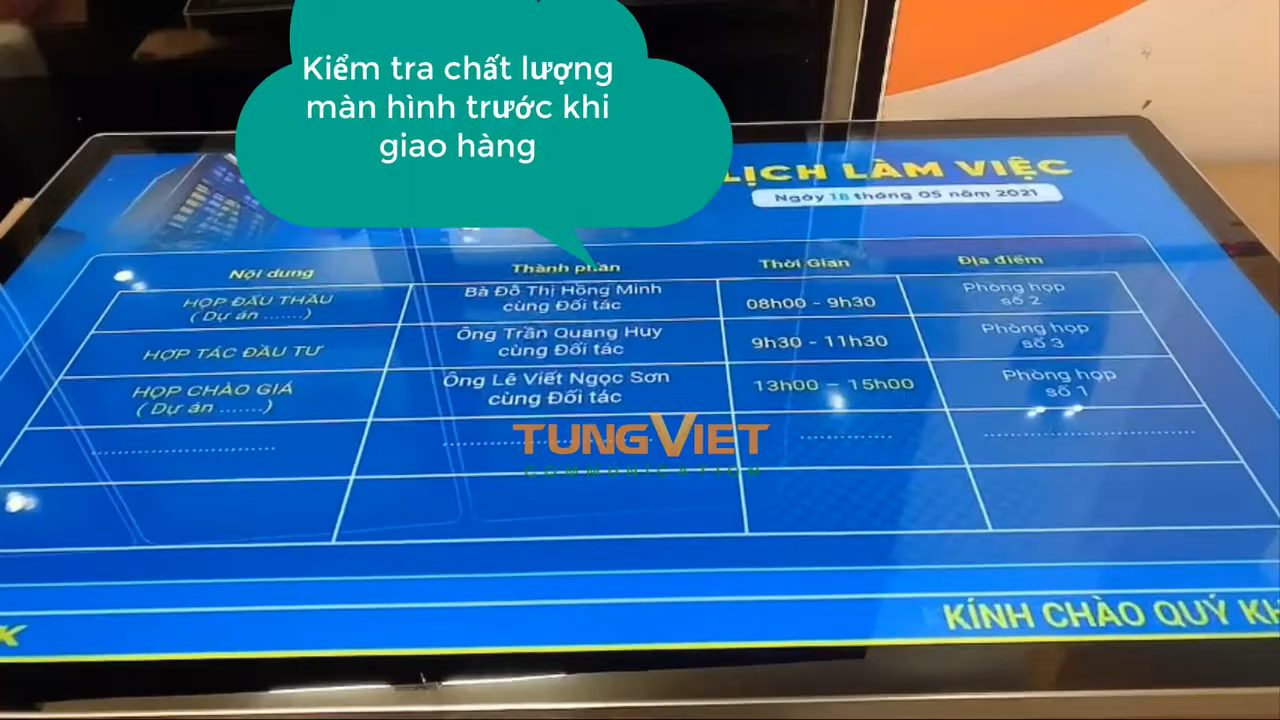 Kiểm tra chất lượng
màn hình trước khi
giao hàng
LỊCH LÀM VIỆC
Ngày 18 tháng 05 năm 2021
Nội dung Thành phần Thời Gian Địa điểm
HỌP ĐẤU THẦU
( Dự án .......)
Bà Đỗ Thị Hồng Minh
cùng Đối tác
08h00 - 9h30
Phòng họp
số 2
HỢP TÁC ĐẦU TƯ
Ông Trần Quang Huy
cùng Đối tác
9h30 - 11h30
Phòng họp
số 3
HỌP CHÀO GIÁ
( Dự án .......)
Ông Lê Viết Ngọc Sơn
cùng Đối tác
13h00 - 15h00
Phòng họp
số 1
TUNGVIET
COMMUNICATION
KÍNH CHÀO QUÝ KH